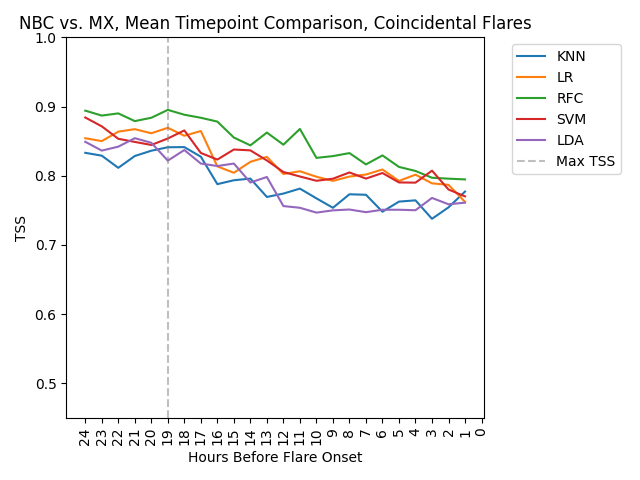 NBC vs. MX, Mean Timepoint Comparison, Coincidental Flares
1.0
0.9
0.8
0.7
0.6
0.5
TSS
24 23 22 21 20 19 18 17 16 15 14 13 12 11 10 9 8 7 6 5 4 3 2 1 0
Hours Before Flare Onset
KNN
LR
RFC
SVM
LDA
Max TSS